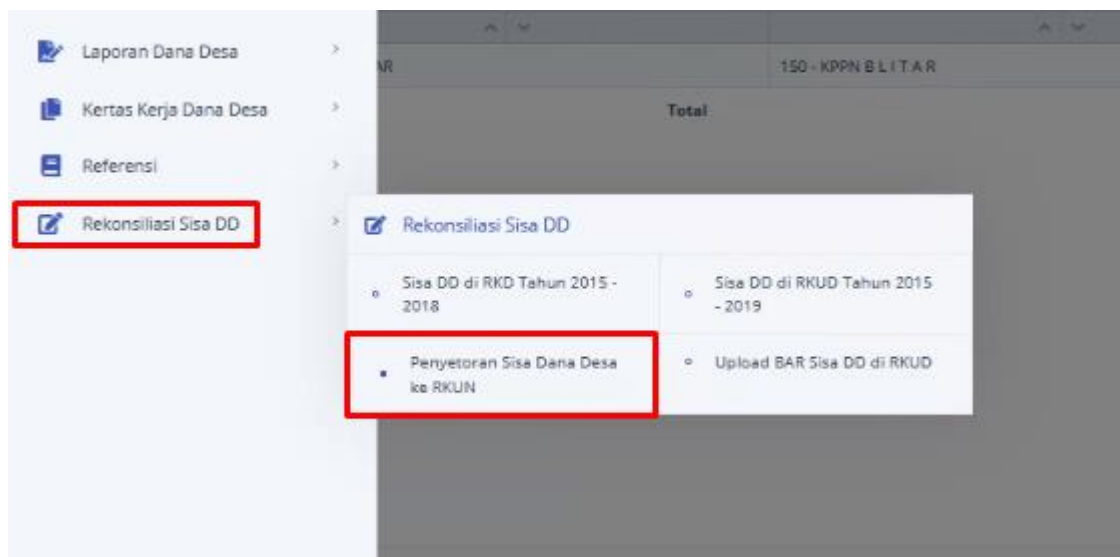 Laporan Dana Desa
AR
150 - KPPN B L I T A R
Kertas Kerja Dana Desa
Total
Referensi
Rekonsiliasi Sisa DD
Rekonsiliasi Sisa DD
Sisa DD di RKD Tahun 2015 -
2018
Sisa DD di RKUD Tahun 2015
- 2019
Penyetoran Sisa Dana Desa
ke RKUN
Upload BAR Sisa DD di RKUD